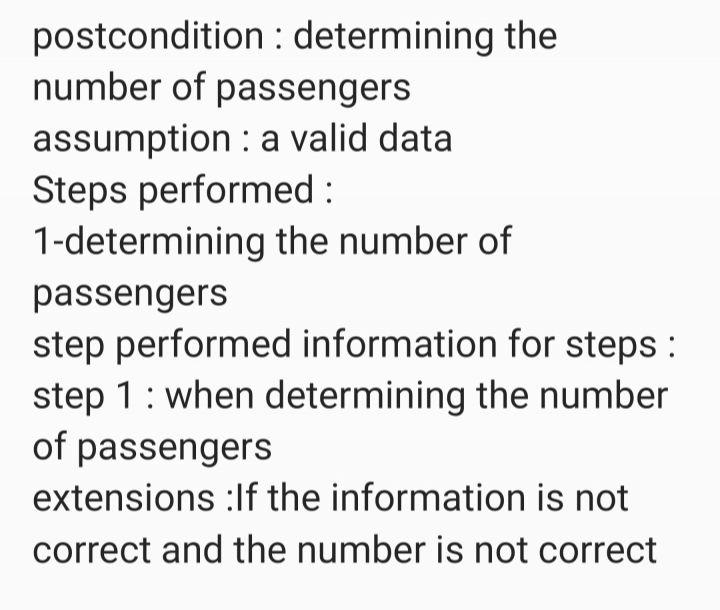 postcondition : determining the
number of passengers
assumption : a valid data
Steps performed :
1-determining the number of
passengers
step performed information for steps :
step 1 : when determining the number
of passengers
extensions :If the information is not
correct and the number is not correct